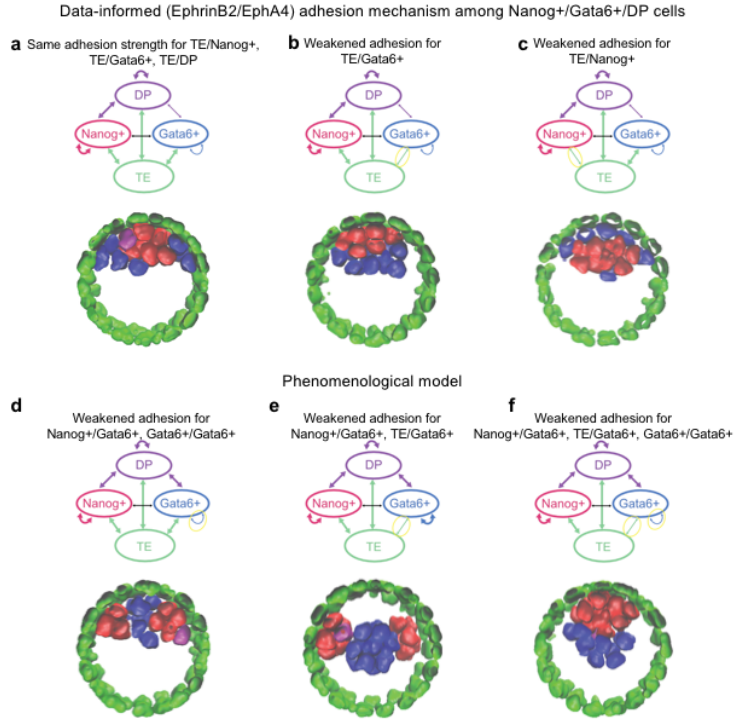 Data-informed (EphrinB2/EphA4) adhesion mechanism among Nanog+/Gata6+/DP cells
a Same adhesion strength for TE/Nanog+,
TE/Gata6+, TE/DP
DP
Nanog+ Gata6+
TE
b Weakened adhesion for
TE/Gata6+
DP
Nanog+ Gata6+
TE
c Weakened adhesion for
TE/Nanog+
DP
Nanog+ Gata6+
TE
Phenomenological model
d
Weakened adhesion for
Nanog+/Gata6+, Gata6+/Gata6+
DP
Nanog+ Gata6+
TE
e
Weakened adhesion for
Nanog+/Gata6+, TE/Gata6+
DP
Nanog+ Gata6+
TE
f
Weakened adhesion for
Nanog+/Gata6+, TE/Gata6+, Gata6+/Gata6+
DP
Nanog+ Gata6+
TE